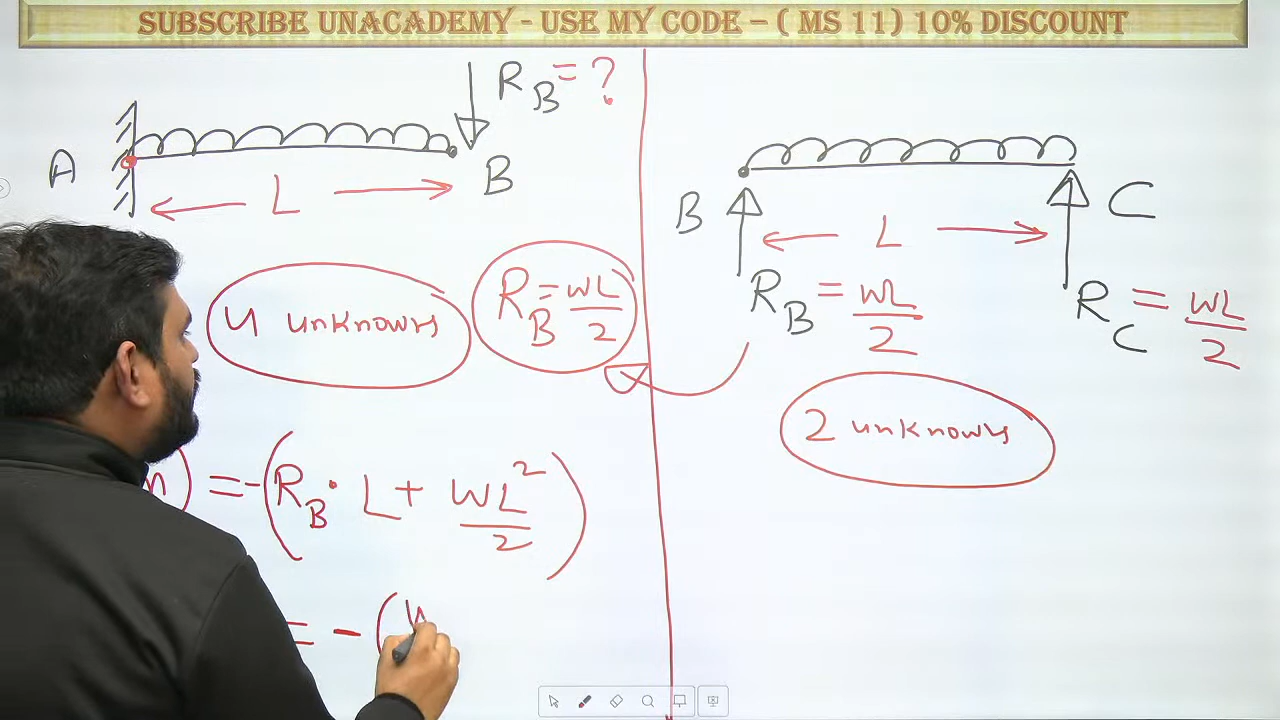 SUBSCRIBE UNACADEMY - USE MY CODE – ( MS 11) 10% DISCOUNT
R_B = ?
A
B
L
4 unknowns
R_B = wL/2
n) = -(R_B · L + wL²/2)
= - (
B
C
L
R_B = wL/2
R_C = wL/2
2 unknowns